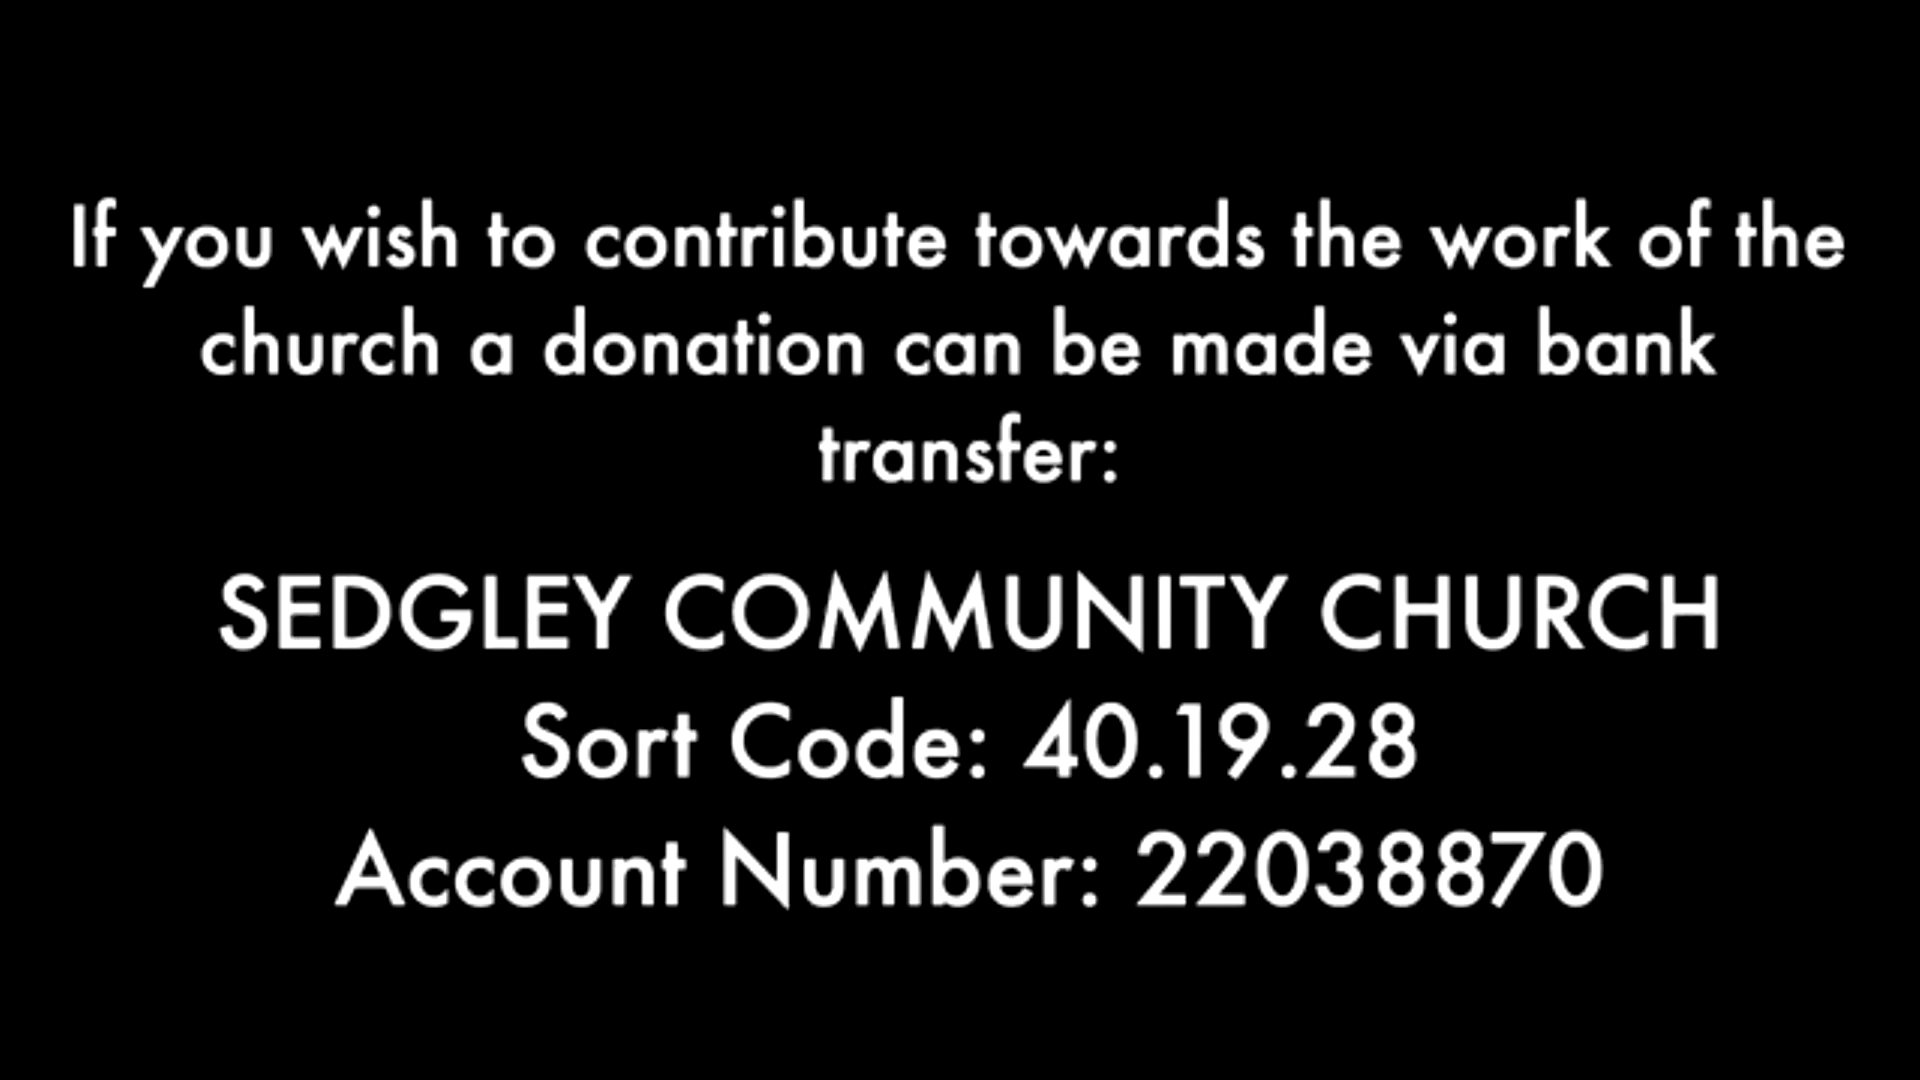 If you wish to contribute towards the work of the
church a donation can be made via bank
transfer:
SEDGLEY COMMUNITY CHURCH
Sort Code: 40.19.28
Account Number: 22038870